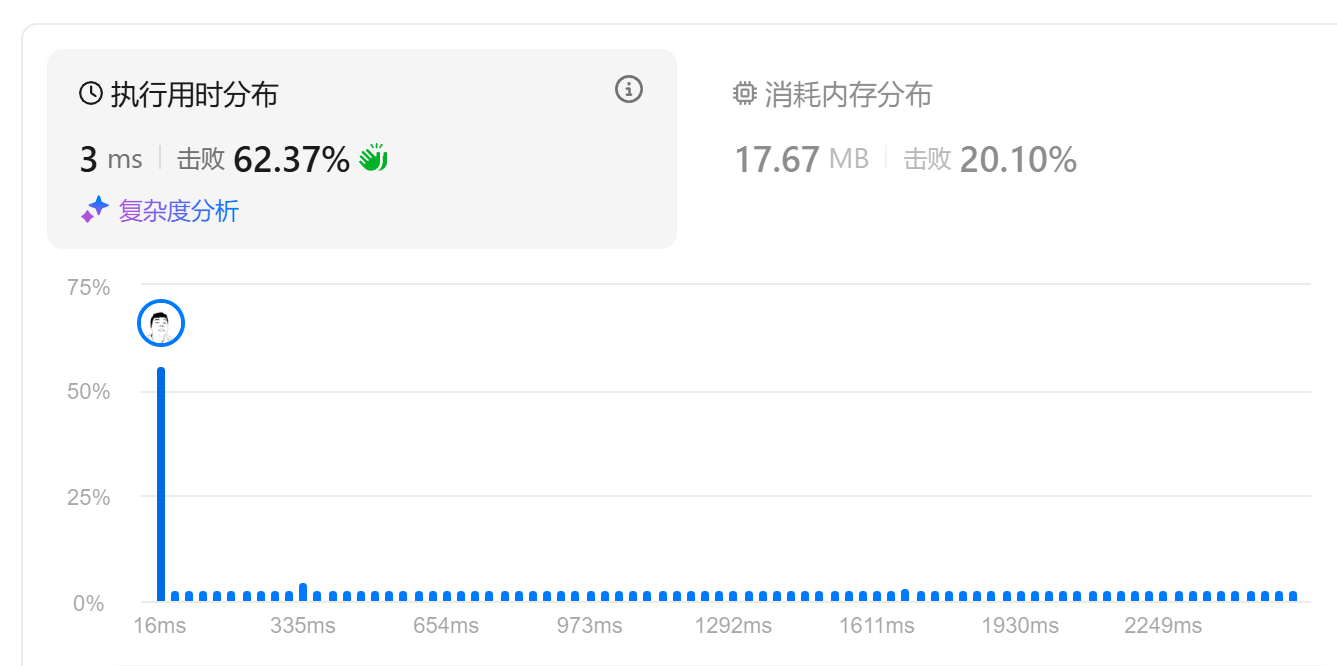 执行用时分布
3 ms 击败 62.37%
复杂度分析
消耗内存分布
17.67 MB 击败 20.10%
75%
50%
25%
0%
16ms 335ms 654ms 973ms 1292ms 1611ms 1930ms 2249ms